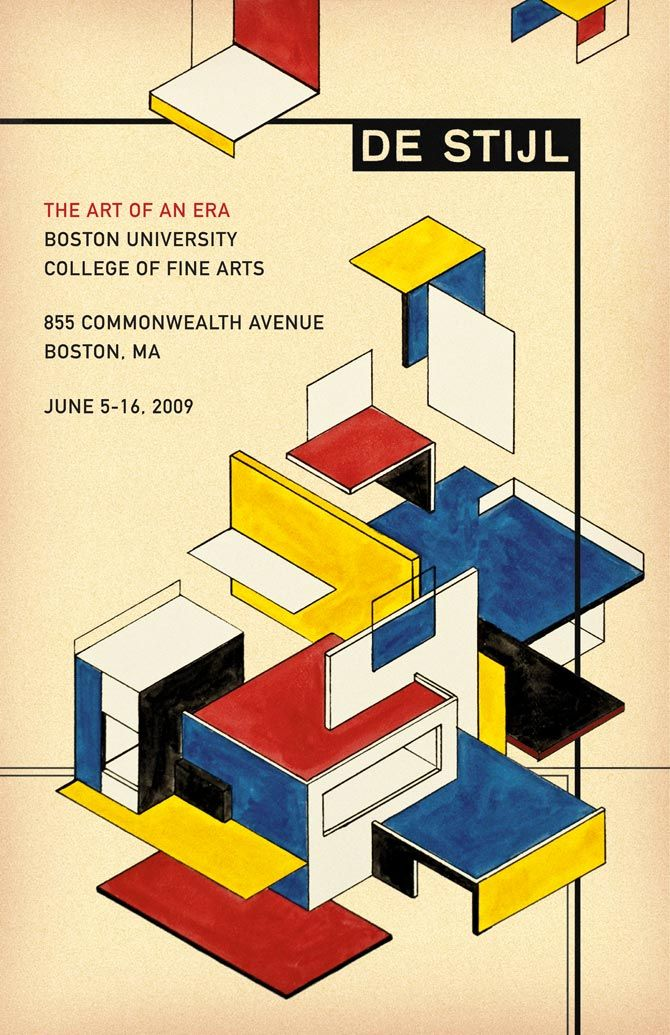 DE STIJL
THE ART OF AN ERA
BOSTON UNIVERSITY
COLLEGE OF FINE ARTS
855 COMMONWEALTH AVENUE
BOSTON, MA
JUNE 5-16, 2009